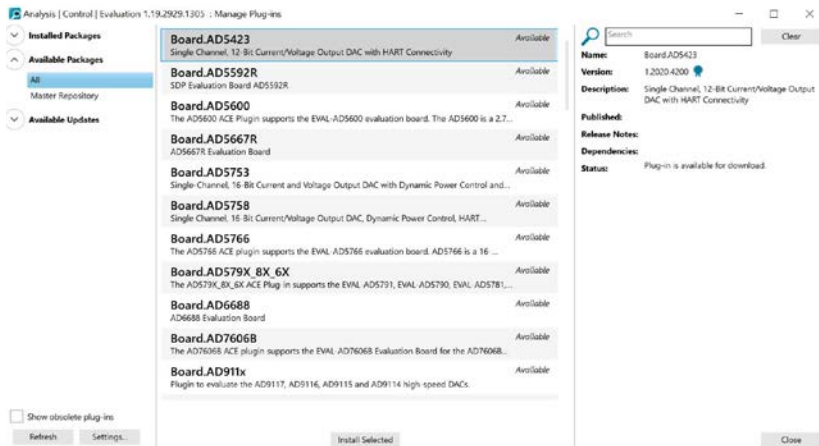 Analysis | Control | Evaluation 1.19.2929.1305 : Manage Plug-ins
Installed Packages
Available Packages
All
Master Repository
Available Updates
Show obsolete plug-ins
Refresh
Settings...
Board.AD5423
Available
Single Channel, 12-Bit Current/Voltage Output DAC with HART Connectivity
Board.AD5592R
Available
SDP Evaluation Board AD5592R
Board.AD5600
Available
The AD5600 ACE Plugin supports the EVAL-AD5600 evaluation board. The AD5600 is a 2.7...
Board.AD5667R
Available
AD5667R Evaluation Board
Board.AD5753
Available
Single-Channel, 16-Bit Current and Voltage Output DAC with Dynamic Power Control and...
Board.AD5758
Available
Single Channel, 16-Bit Current/Voltage Output DAC, Dynamic Power Control, HART...
Board.AD5766
Available
The AD5766 ACE plugin supports the EVAL-AD5766 evaluation board. AD5766 is a 16-...
Board.AD579X_8X_6X
Available
The AD579X_8X_6X ACE Plug in supports the EVAL-AD5791, EVAL-AD5790, EVAL-AD5781,...
Board.AD6688
Available
AD6688 Evaluation Board
Board.AD7606B
Available
The AD7606B ACE plugin supports the EVAL-AD7606B Evaluation Board for the AD7606B...
Board.AD911x
Available
Plugin to evaluate the AD9117, AD9116, AD9115 and AD9114 high-speed DACs.
Install Selected
Search
Clear
Name: Board.AD5423
Version: 1.2020.4200
Description: Single Channel, 12-Bit Current/Voltage Output
DAC with HART Connectivity
Published:
Release Notes:
Dependencies:
Status: Plug-in is available for download.
Close